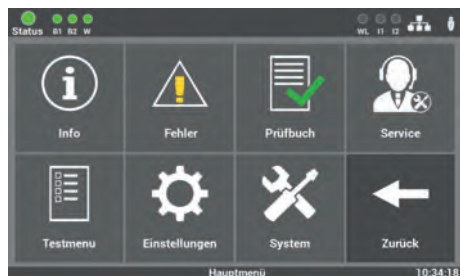 Status B1 B2 W WL I1 I2
Info Fehler Prüfbuch Service
Testmenu Einstellungen System Zurück
Hauptmenü 10:34:18